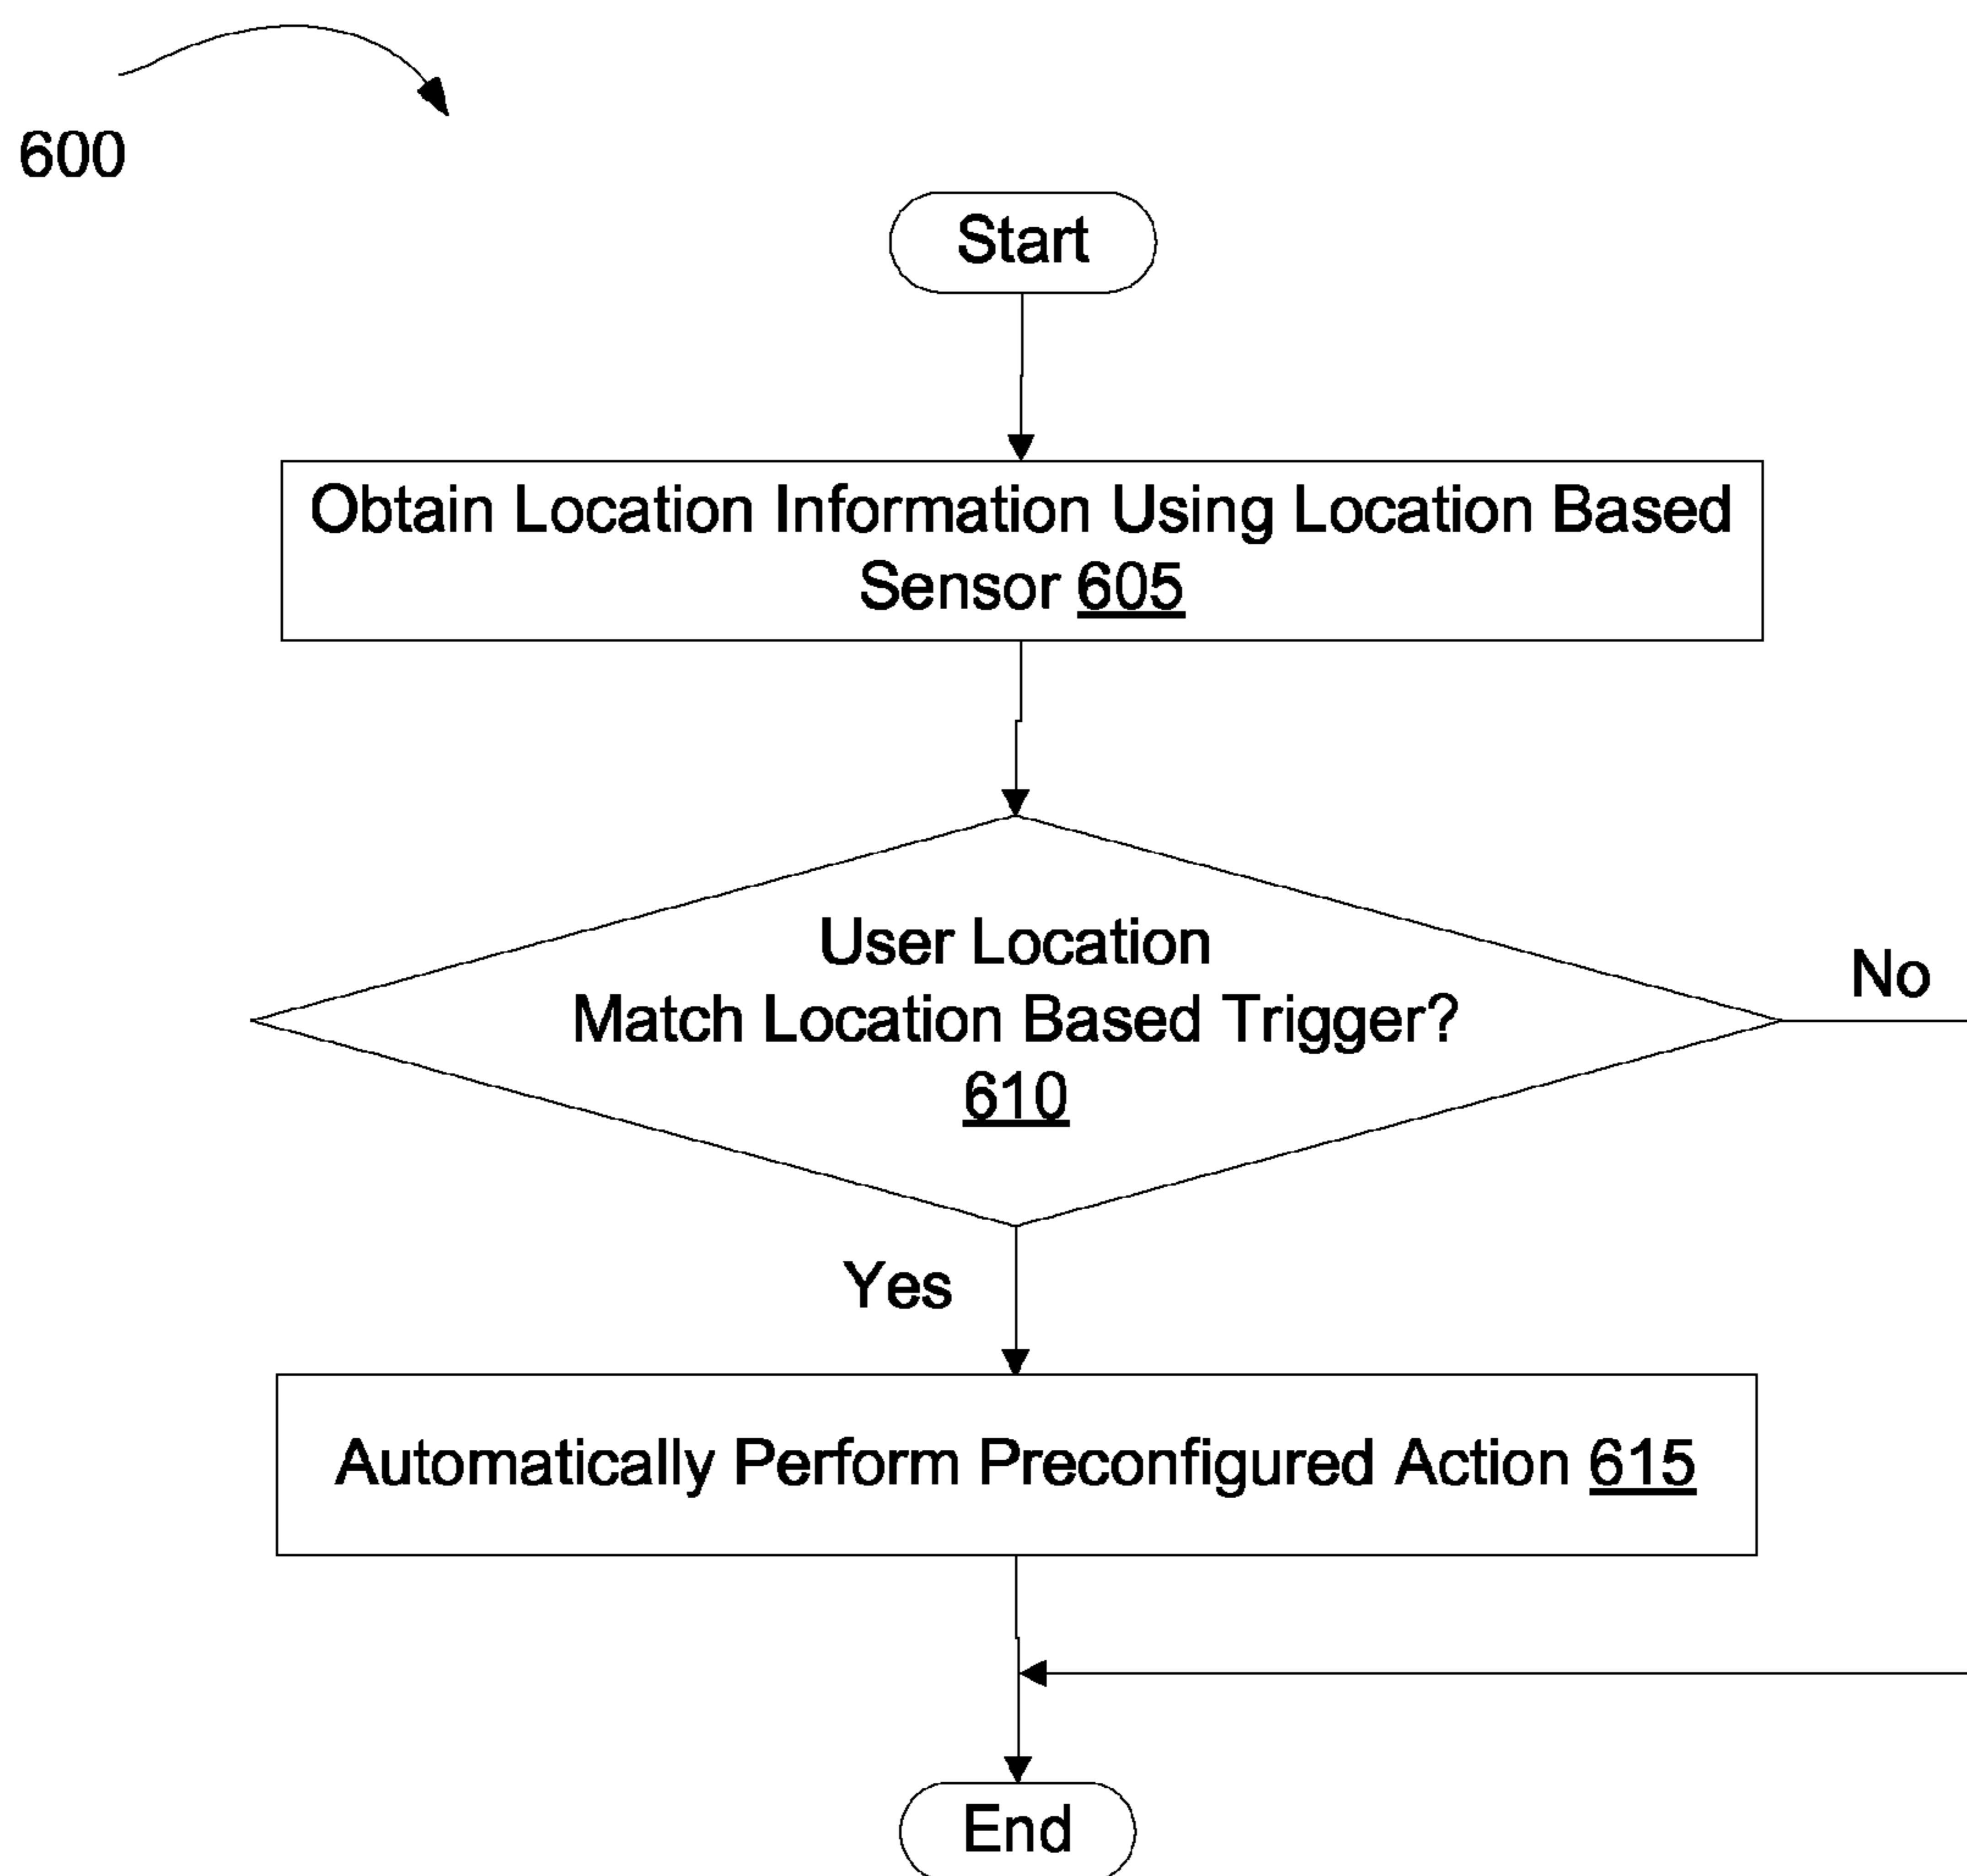 600
Start
Obtain Location Information Using Location Based
Sensor 605
User Location
Match Location Based Trigger?
610
No
Yes
Automatically Perform Preconfigured Action 615
End